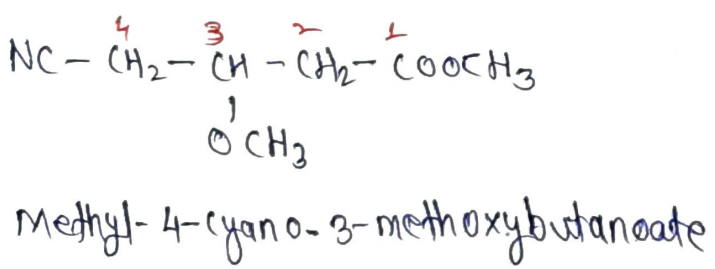 4 3 2 1
NC - CH₂ - CH - CH₂ - COOCH₃
OCH₃
Methyl-4-cyano-3-methoxybutanoate